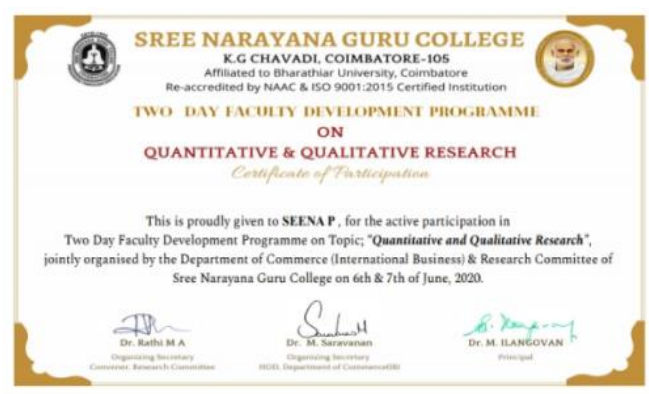 SREE NARAYANA GURU COLLEGE
K.G CHAVADI, COIMBATORE-105
Affiliated to Bharathiar University, Coimbatore
Re-accredited by NAAC & ISO 9001:2015 Certified Institution
TWO DAY FACULTY DEVELOPMENT PROGRAMME
ON
QUANTITATIVE & QUALITATIVE RESEARCH
Certificate of Participation
This is proudly given to SEENA P , for the active participation in
Two Day Faculty Development Programme on Topic; "Quantitative and Qualitative Research",
jointly organised by the Department of Commerce (International Business) & Research Committee of
Sree Narayana Guru College on 6th & 7th of June, 2020.
Dr. Rathi M A
Organizing Secretary
Convener, Research Committee
Dr. M. Saravanan
Organizing Secretary
HOD, Department of Commerce(IB)
Dr. M. ILANGOVAN
Principal